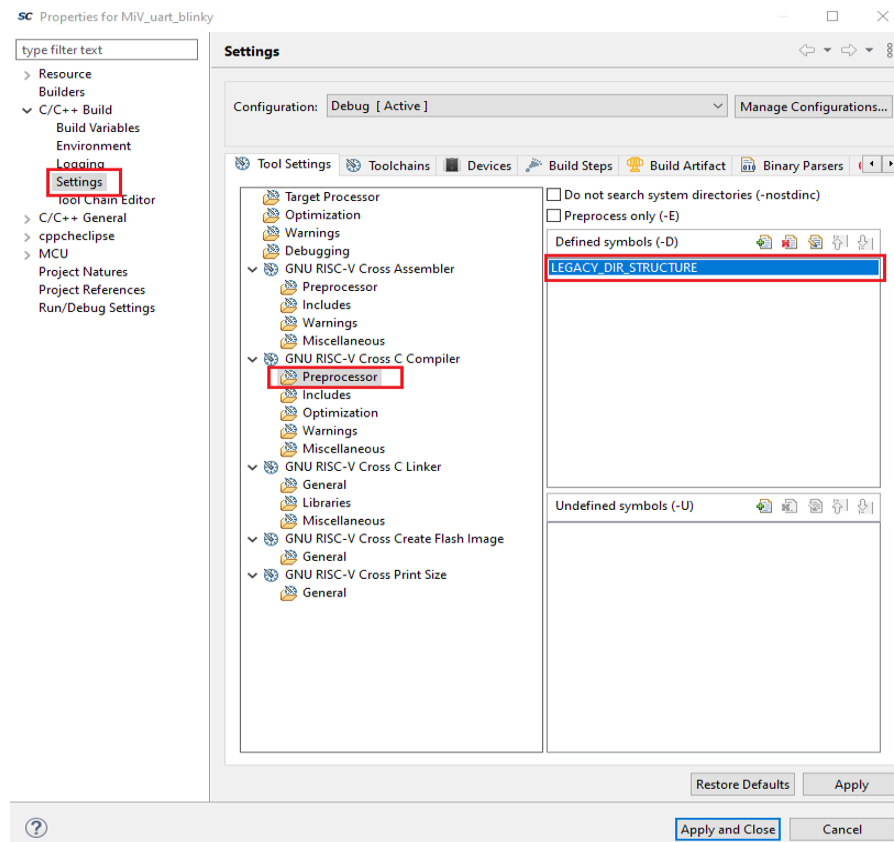 SC Properties for MiV_uart_blinky
type filter text
Resource
Builders
C/C++ Build
Build Variables
Environment
Logging
Settings
Tool Chain Editor
C/C++ General
cppcheclipse
MCU
Project Natures
Project References
Run/Debug Settings
Settings
Configuration: Debug [ Active ]
Manage Configurations...
Tool Settings
Toolchains
Devices
Build Steps
Build Artifact
Binary Parsers
Target Processor
Optimization
Warnings
Debugging
GNU RISC-V Cross Assembler
Preprocessor
Includes
Warnings
Miscellaneous
GNU RISC-V Cross C Compiler
Preprocessor
Includes
Optimization
Warnings
Miscellaneous
GNU RISC-V Cross C Linker
General
Libraries
Miscellaneous
GNU RISC-V Cross Create Flash Image
General
GNU RISC-V Cross Print Size
General
Do not search system directories (-nostdinc)
Preprocess only (-E)
Defined symbols (-D)
LEGACY_DIR_STRUCTURE
Undefined symbols (-U)
Restore Defaults
Apply
Apply and Close
Cancel